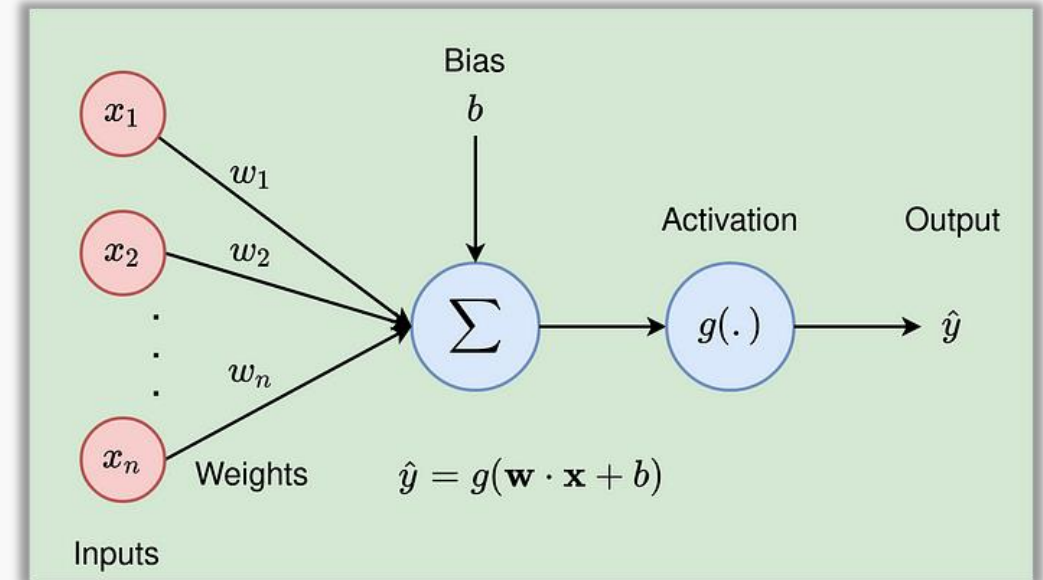 Bias
b
x₁
w₁
Activation
Output
x₂
w₂
∑
g(.)
ŷ
.
.
.
wₙ
xₙ
Weights
ŷ = g(𝐰 · 𝐱 + b)
Inputs